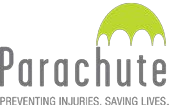 Parachute
PREVENTING INJURIES. SAVING LIVES.